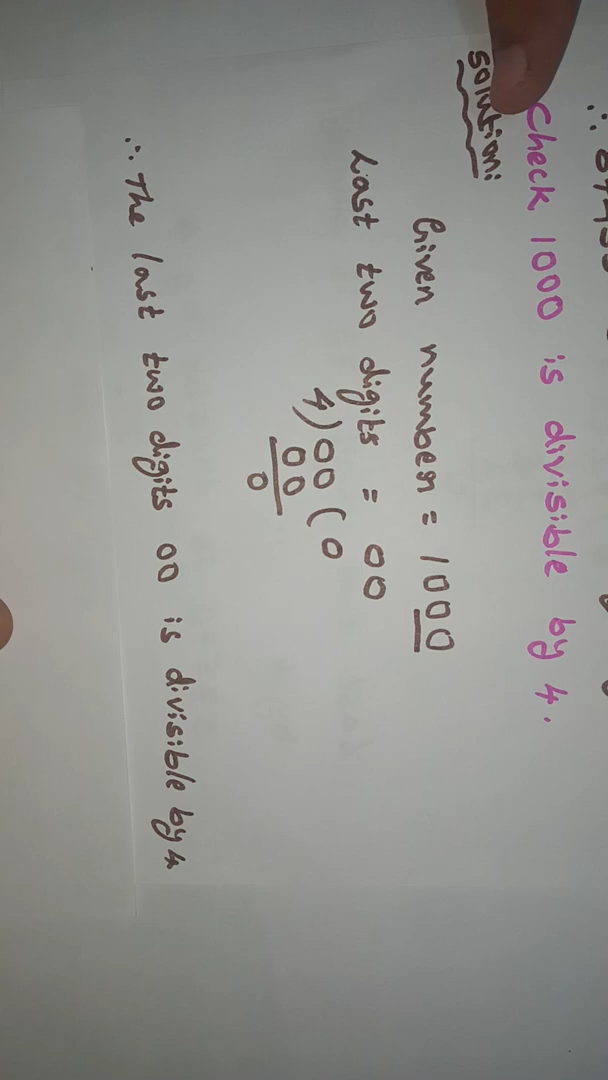 Check 1000 is divisible by 4.
Solution:
Given number = 1000
Last two digits = 00
4)00(0
00
0
∴ The last two digits 00 is divisible by 4